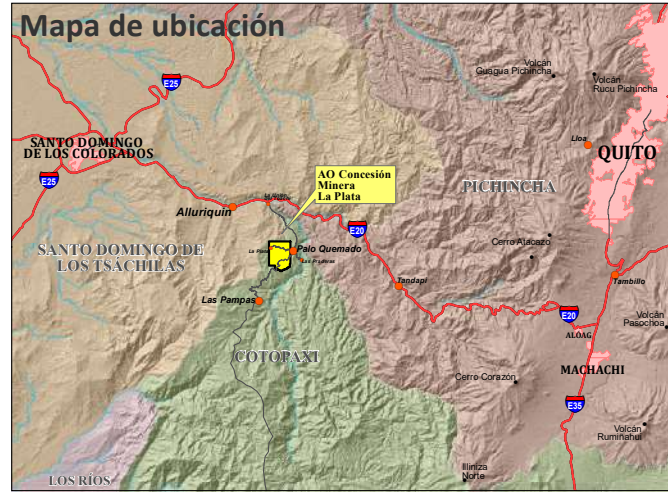 Mapa de ubicación
E25
Volcán
Guagua Pichincha
Volcán
Rucu Pichincha
SANTO DOMINGO
DE LOS COLORADOS
Lloa
QUITO
E25
AO Concesión
Minera
La Plata
PICHINCHA
Alluriquín
E20
SANTO DOMINGO DE
LOS TSÁCHILAS
Palo Quemado
Cerro Atacazo
Tandapi
Tambillo
Las Pampas
E20
Volcán
Pasochoa
ALOAG
COTOPAXI
MACHACHI
Cerro Corazón
E35
Volcán
Rumiñahui
Illiniza
Norte
LOS RÍOS